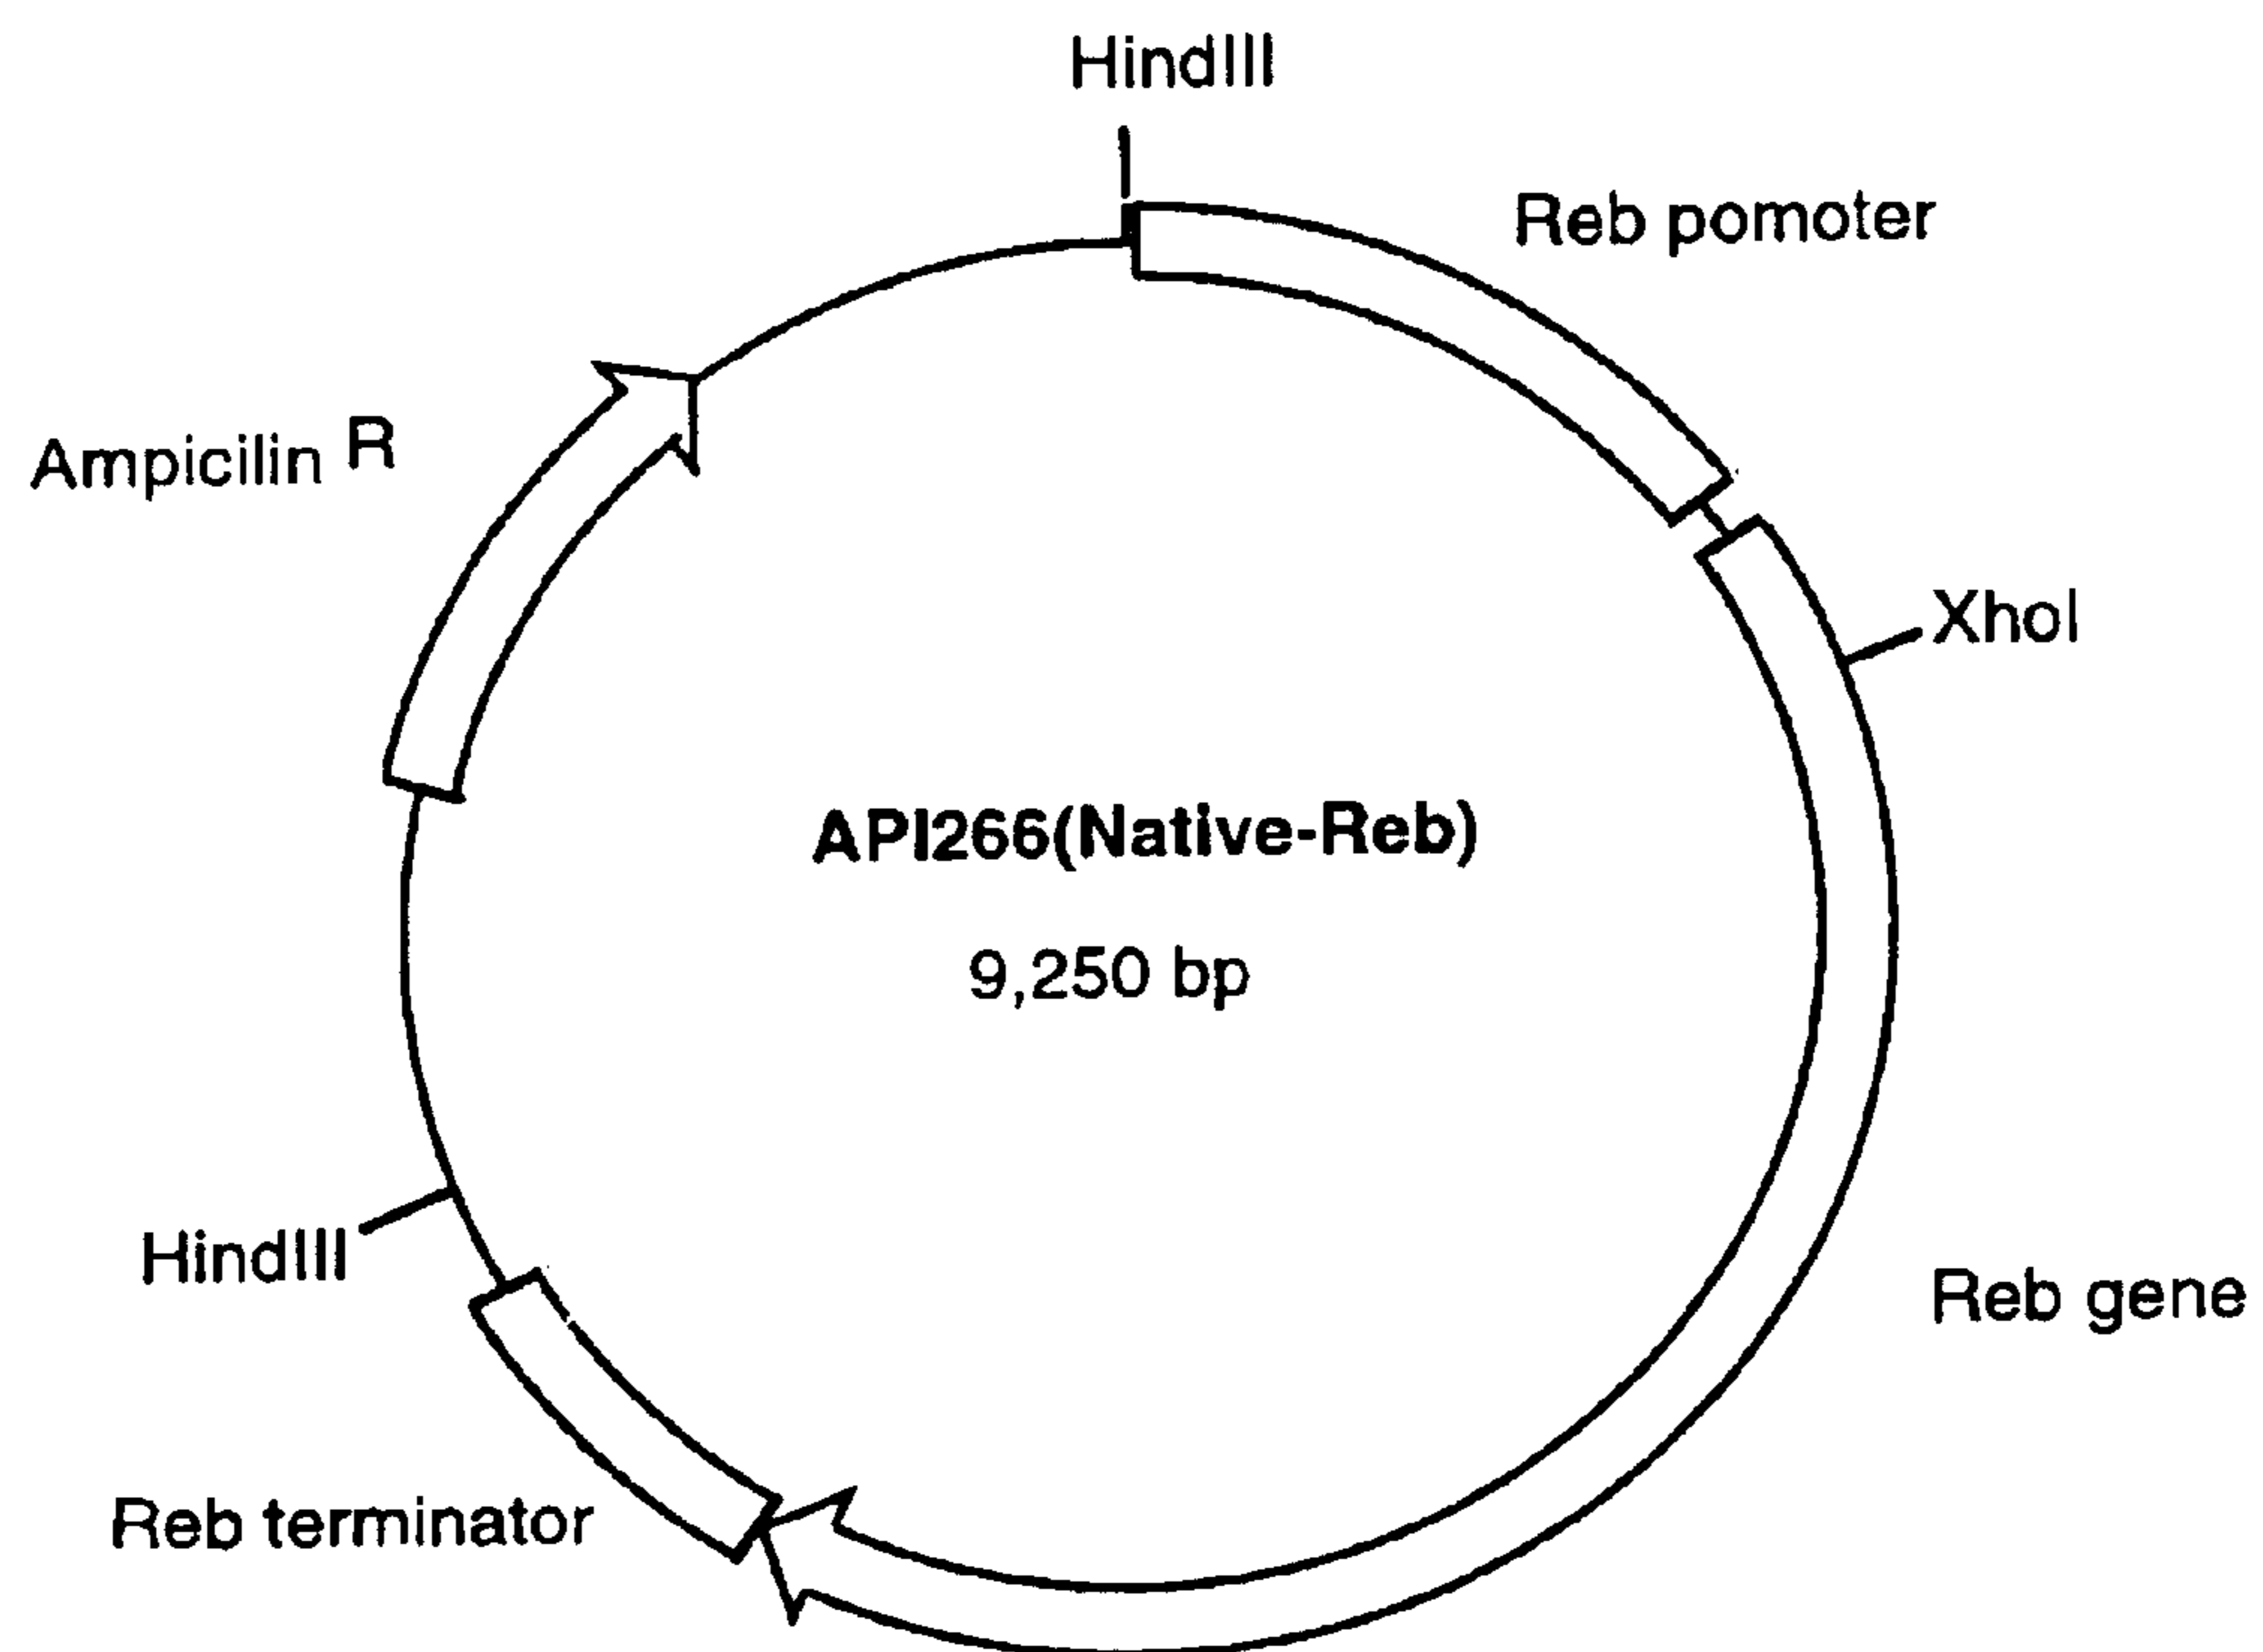 HindIII
Reb pomoter
Ampicilin R
XhoI
API266(Native-Reb)
9,250 bp
HindIII
Reb gene
Reb terminator